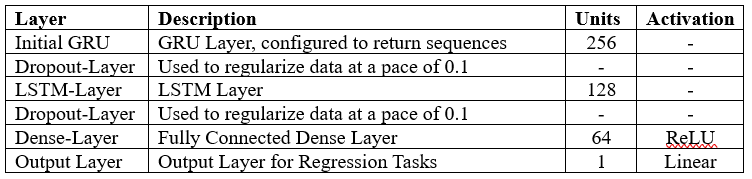 Layer Description Units Activation
Initial GRU GRU Layer, configured to return sequences 256 -
Dropout-Layer Used to regularize data at a pace of 0.1 - -
LSTM-Layer LSTM Layer 128 -
Dropout-Layer Used to regularize data at a pace of 0.1 - -
Dense-Layer Fully Connected Dense Layer 64 ReLU
Output Layer Output Layer for Regression Tasks 1 Linear